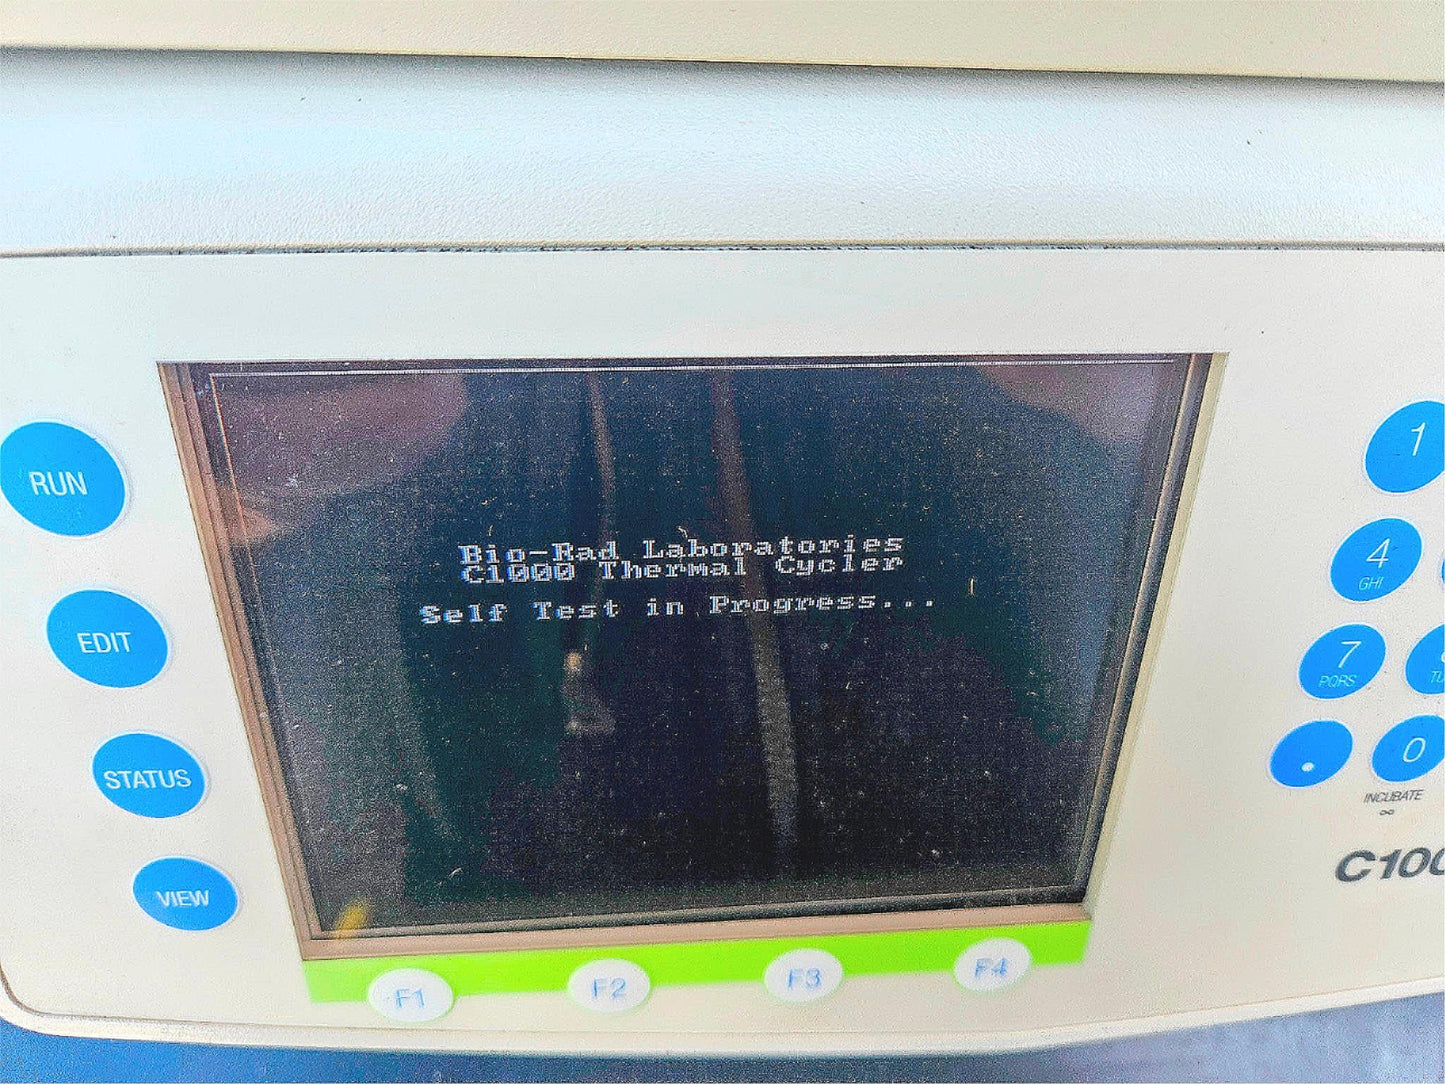 Bio-Rad Laboratories
C1000 Thermal Cycler
Self Test in Progress...
RUN
EDIT
STATUS
VIEW
F1
F2
F3
F4
1
4
GHI
7
PQRS
.
0
INCUBATE
∞